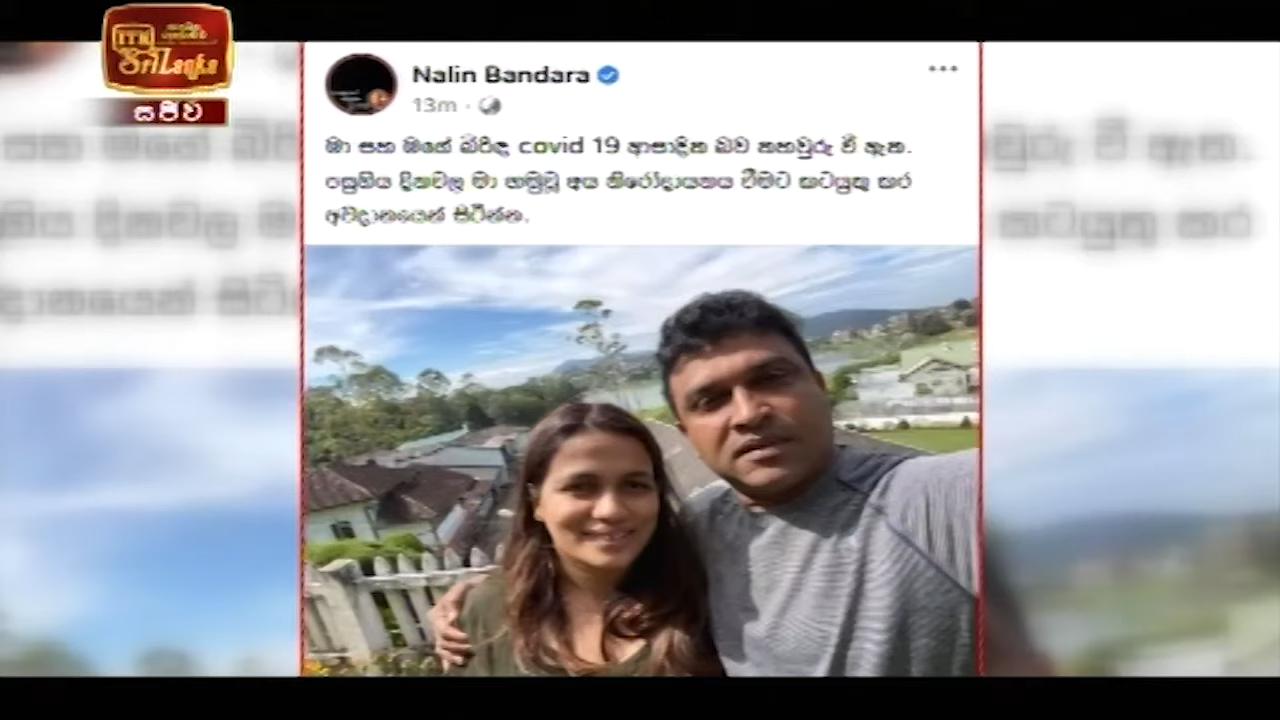 ITN
Sri Lanka
සජීව
Nalin Bandara
13m
මා සහ මගේ බිරිඳ covid 19 ආසාදිත බව තහවුරු වී ඇත.
පසුගිය දිනවල මා හමුවූ අය නිරෝදායනය වීමට කටයුතු කර
අවදානයෙන් සිටින්න.